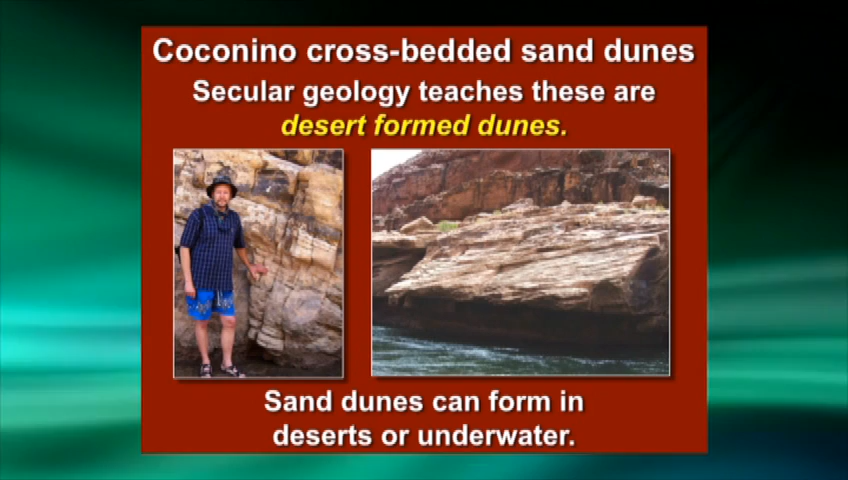 Coconino cross-bedded sand dunes
Secular geology teaches these are
desert formed dunes.
Sand dunes can form in
deserts or underwater.